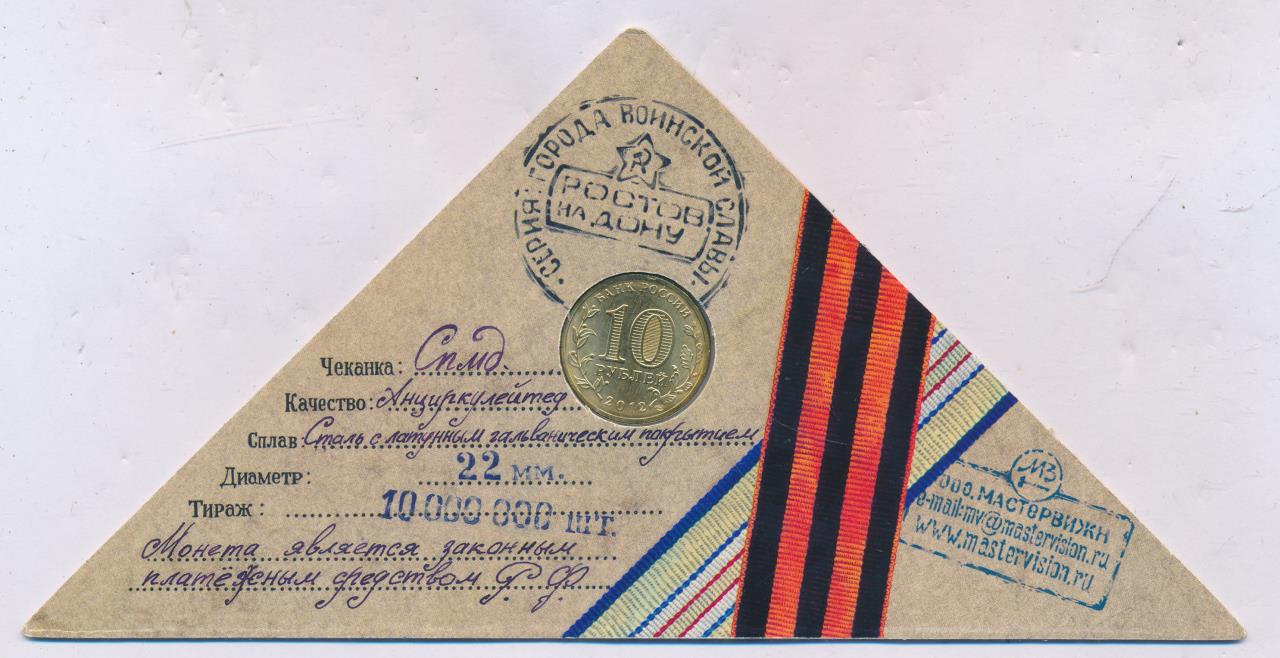 СЕРИЯ: ГОРОДА ВОИНСКОЙ СЛАВЫ
РОСТОВ
НА ДОНУ
БАНК РОССИИ
10
РУБЛЕЙ
2012
Чеканка: Спмд.
Качество: Анциркулейтед
Сплав: Сталь с латунным гальваническим покрытием
Диаметр: 22 мм.
Тираж: 10.000 000 шт.
Монета является законным
платёжным средством Р.Ф.
МВ
ООО. МАСТЕРВИЖН
e-mail:mv@mastervision.ru
www.mastervision.ru